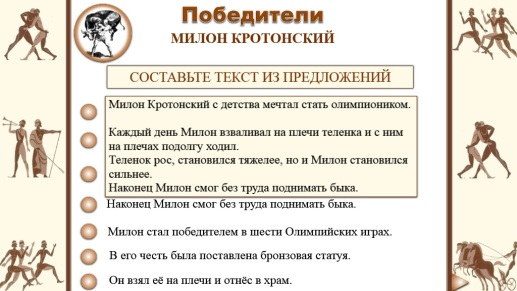 Победители
МИЛОН КРОТОНСКИЙ
СОСТАВЬТЕ ТЕКСТ ИЗ ПРЕДЛОЖЕНИЙ
Милон Кротонский с детства мечтал стать олимпиоником.
Каждый день Милон взваливал на плечи теленка и с ним
на плечах подолгу ходил.
Теленок рос, становился тяжелее, но и Милон становился
сильнее.
Наконец Милон смог без труда поднимать быка.
Наконец Милон смог без труда поднимать быка.
Милон стал победителем в шести Олимпийских играх.
В его честь была поставлена бронзовая статуя.
Он взял её на плечи и отнёс в храм.